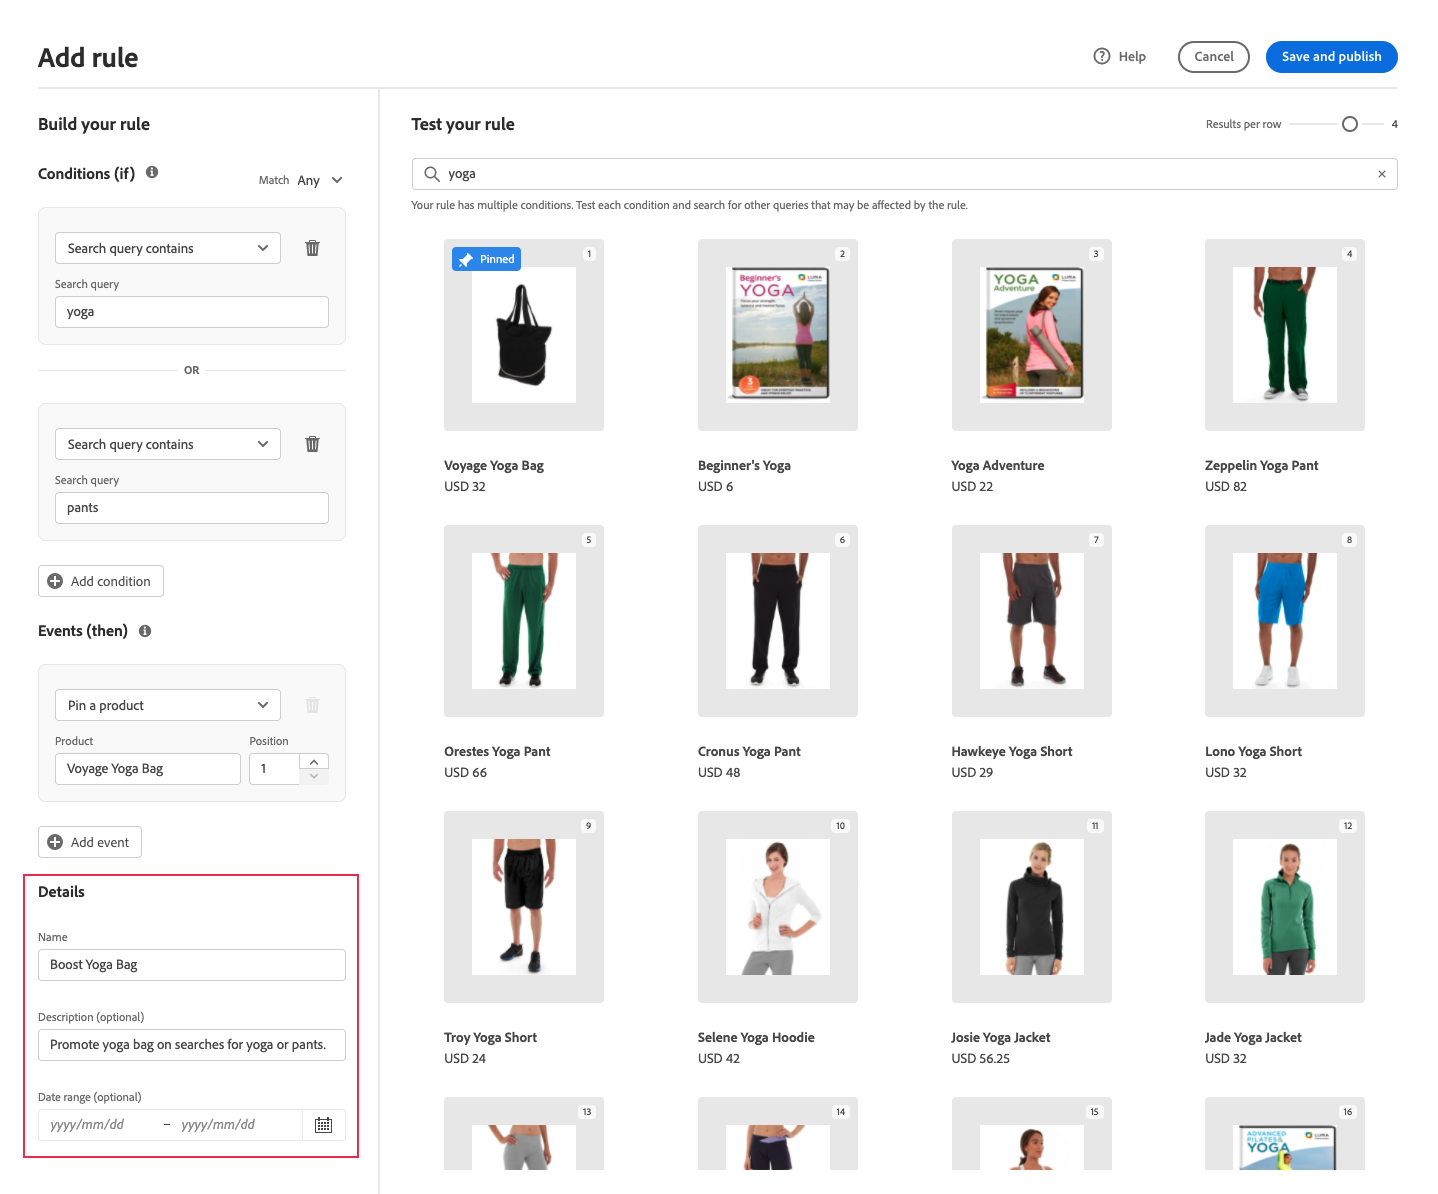 Add rule
Help
Cancel
Save and publish
Build your rule
Conditions (if)
Match Any
Search query contains
Search query
yoga
OR
Search query contains
Search query
pants
Add condition
Events (then)
Pin a product
Product
Position
Voyage Yoga Bag
1
Add event
Details
Name
Boost Yoga Bag
Description (optional)
Promote yoga bag on searches for yoga or pants.
Date range (optional)
yyyy/mm/dd – yyyy/mm/dd
Test your rule
Results per row
4
yoga
Your rule has multiple conditions. Test each condition and search for other queries that may be affected by the rule.
Pinned
1
Voyage Yoga Bag
USD 32
2
Beginner's
YOGA
LUMA
3
Beginner's Yoga
USD 6
3
YOGA
Adventure
LUMA
Yoga Adventure
USD 22
4
Zeppelin Yoga Pant
USD 82
5
Orestes Yoga Pant
USD 66
6
Cronus Yoga Pant
USD 48
7
Hawkeye Yoga Short
USD 29
8
Lono Yoga Short
USD 32
9
Troy Yoga Short
USD 24
10
Selene Yoga Hoodie
USD 42
11
Josie Yoga Jacket
USD 56.25
12
Jade Yoga Jacket
USD 32
13
14
15
16
ADVANCED
PILATES &
YOGA
LUMA